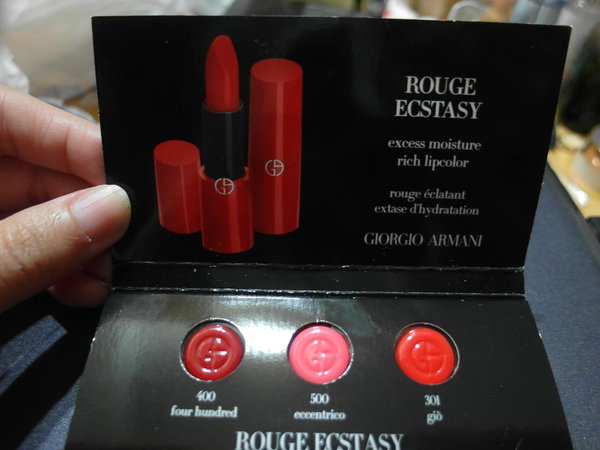 ROUGE
ECSTASY
excess moisture
rich lipcolor
rouge éclatant
extase d'hydratation
GIORGIO ARMANI
400
four hundred
500
eccentrico
301
giò
ROUGE ECSTASY